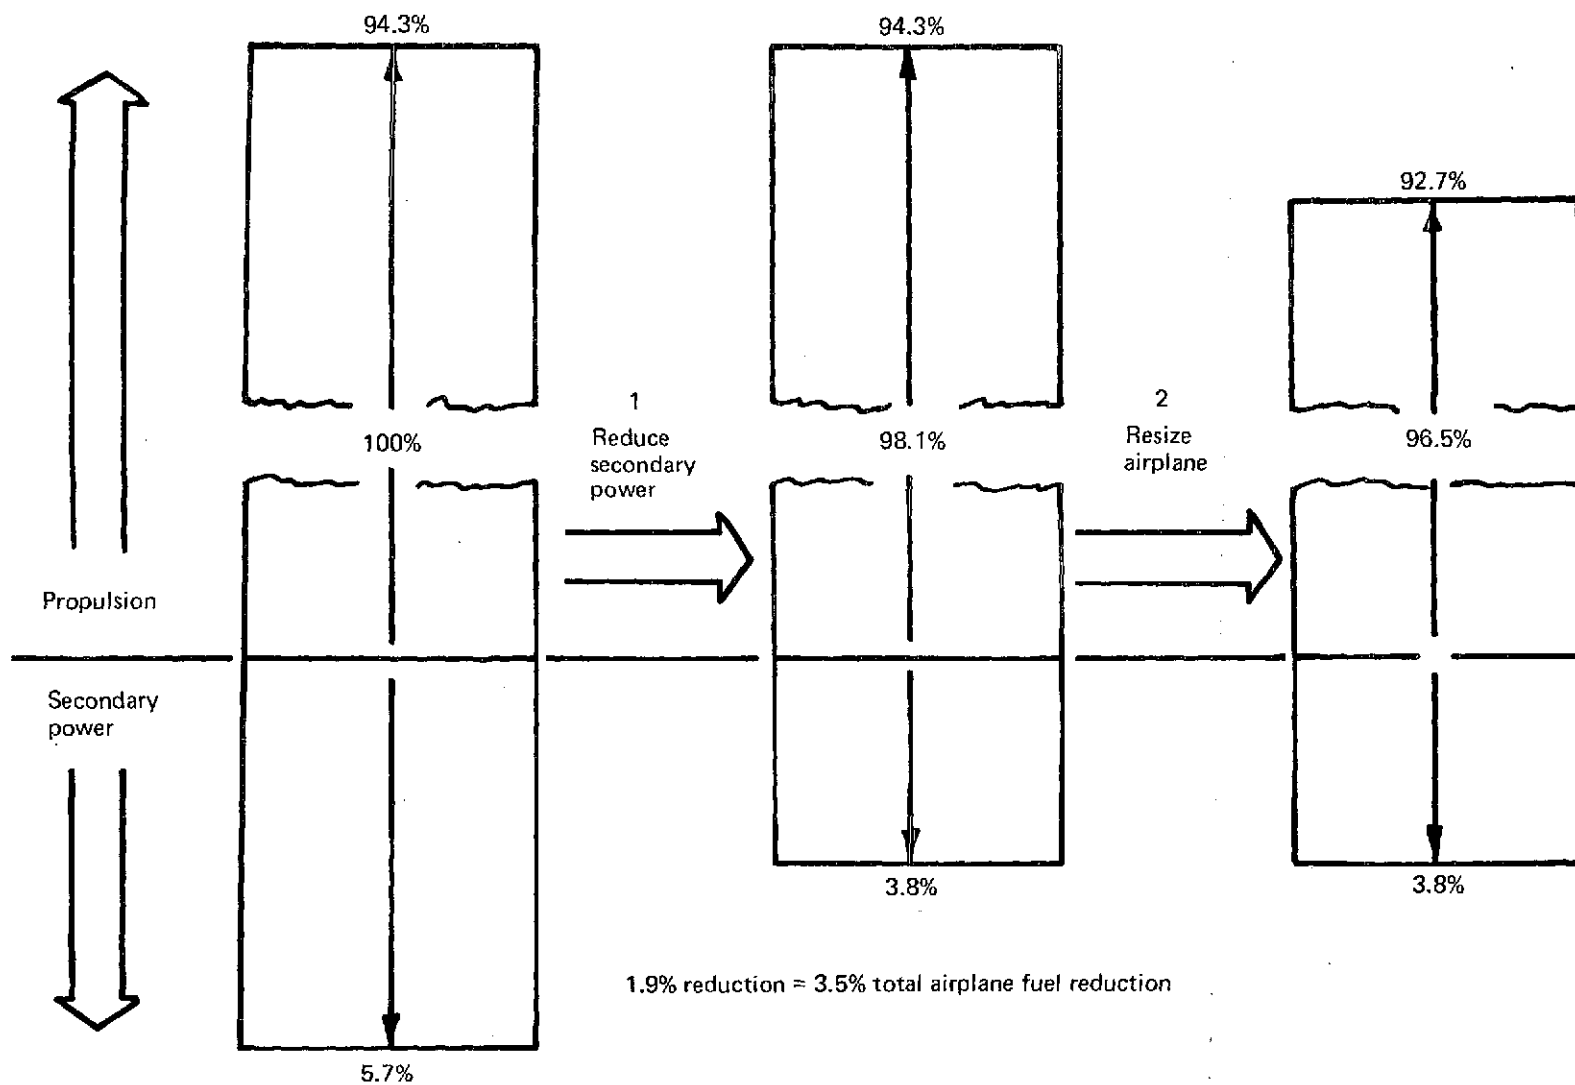 94.3%
94.3%
92.7%
1
Reduce
secondary
power
2
Resize
airplane
100%
98.1%
96.5%
Propulsion
Secondary
power
3.8%
3.8%
1.9% reduction = 3.5% total airplane fuel reduction
5.7%